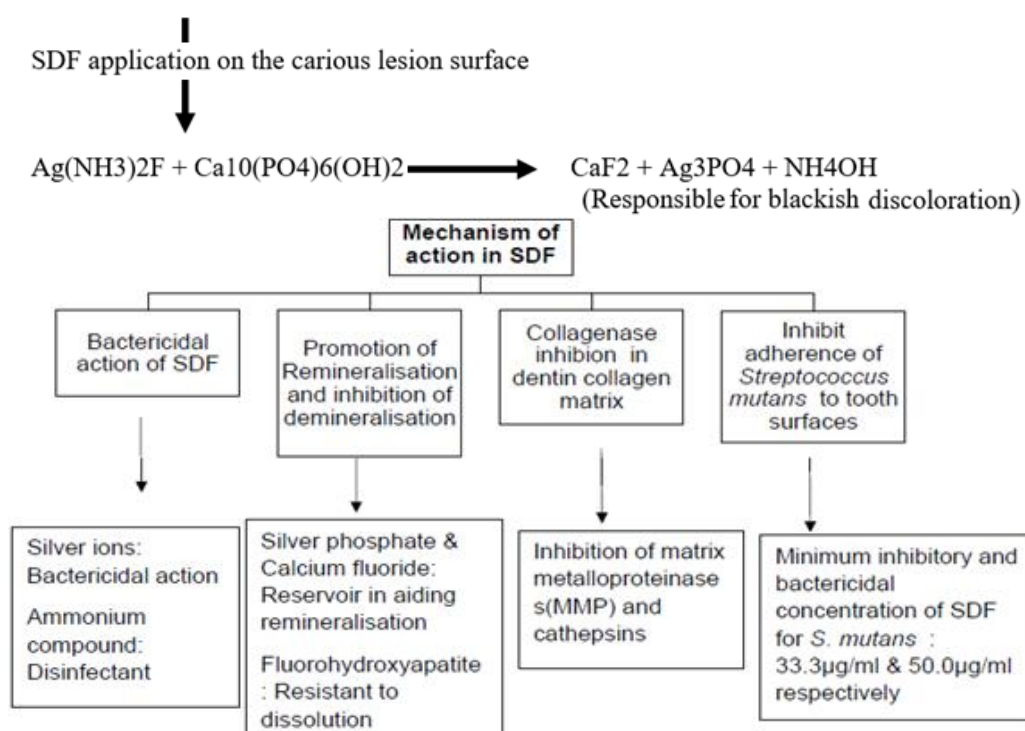 SDF application on the carious lesion surface
Ag(NH3)2F + Ca10(PO4)6(OH)2
CaF2 + Ag3PO4 + NH4OH
(Responsible for blackish discoloration)
Mechanism of
action in SDF
Bactericidal
action of SDF
Promotion of
Remineralisation
and inhibition of
demineralisation
Collagenase
inhibion in
dentin collagen
matrix
Inhibit
adherence of
Streptococcus
mutans to tooth
surfaces
Silver ions:
Bactericidal action
Ammonium
compound:
Disinfectant
Silver phosphate &
Calcium fluoride:
Reservoir in aiding
remineralisation
Fluorohydroxyapatite
: Resistant to
dissolution
Inhibition of matrix
metalloproteinase
s(MMP) and
cathepsins
Minimum inhibitory and
bactericidal
concentration of SDF
for S. mutans :
33.3µg/ml & 50.0µg/ml
respectively